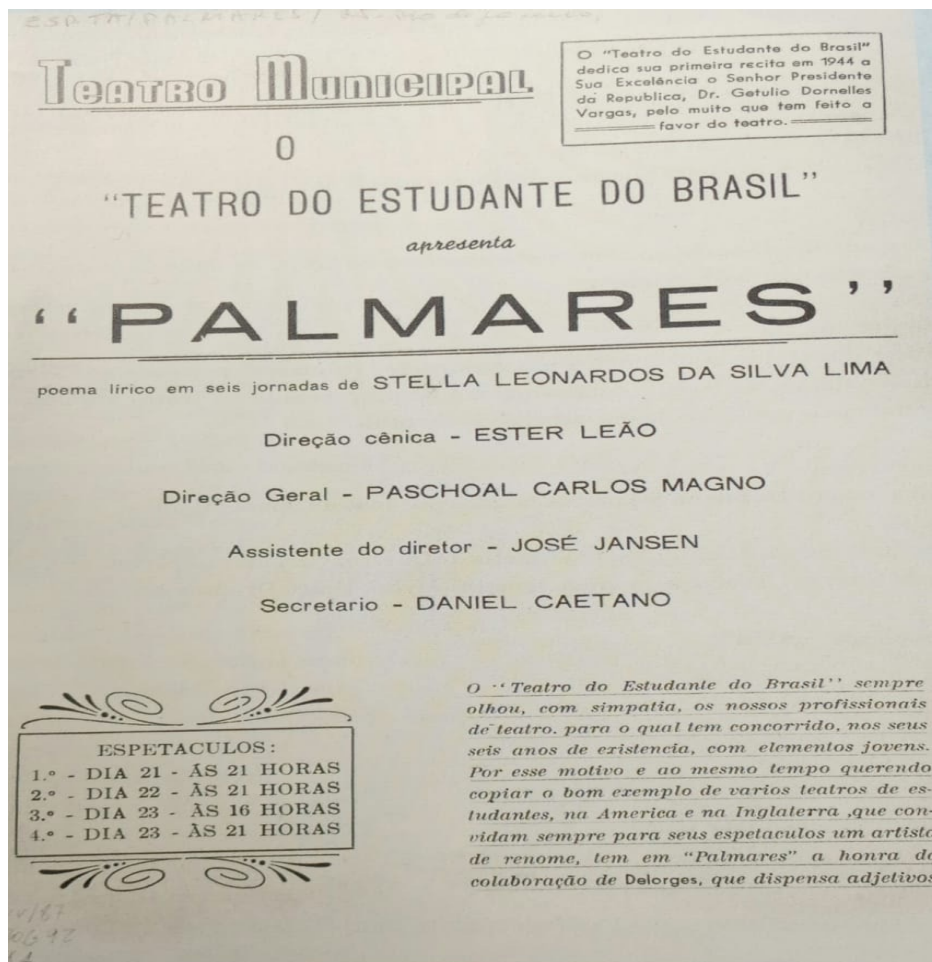 TEATRO MUNICIPAL
O "Teatro do Estudante do Brasil"
dedica sua primeira recita em 1944 a
Sua Excelência o Senhor Presidente
da Republica, Dr. Getulio Dornelles
Vargas, pelo muito que tem feito a
favor do teatro.
O
"TEATRO DO ESTUDANTE DO BRASIL"
apresenta
"PALMARES"
poema lírico em seis jornadas de STELLA LEONARDOS DA SILVA LIMA
Direção cênica - ESTER LEÃO
Direção Geral - PASCHOAL CARLOS MAGNO
Assistente do diretor - JOSÉ JANSEN
Secretario - DANIEL CAETANO
ESPETACULOS:
1.º - DIA 21 - ÀS 21 HORAS
2.º - DIA 22 - ÀS 21 HORAS
3.º - DIA 23 - ÀS 16 HORAS
4.º - DIA 23 - ÀS 21 HORAS
O "Teatro do Estudante do Brasil" sempre
olhou, com simpatia, os nossos profissionais
de teatro. para o qual tem concorrido, nos seus
seis anos de existencia, com elementos jovens.
Por esse motivo e ao mesmo tempo querendo
copiar o bom exemplo de varios teatros de es-
tudantes, na America e na Inglaterra ,que con-
vidam sempre para seus espetaculos um artista
de renome, tem em "Palmares" a honra da
colaboração de Delorges, que dispensa adjetivos